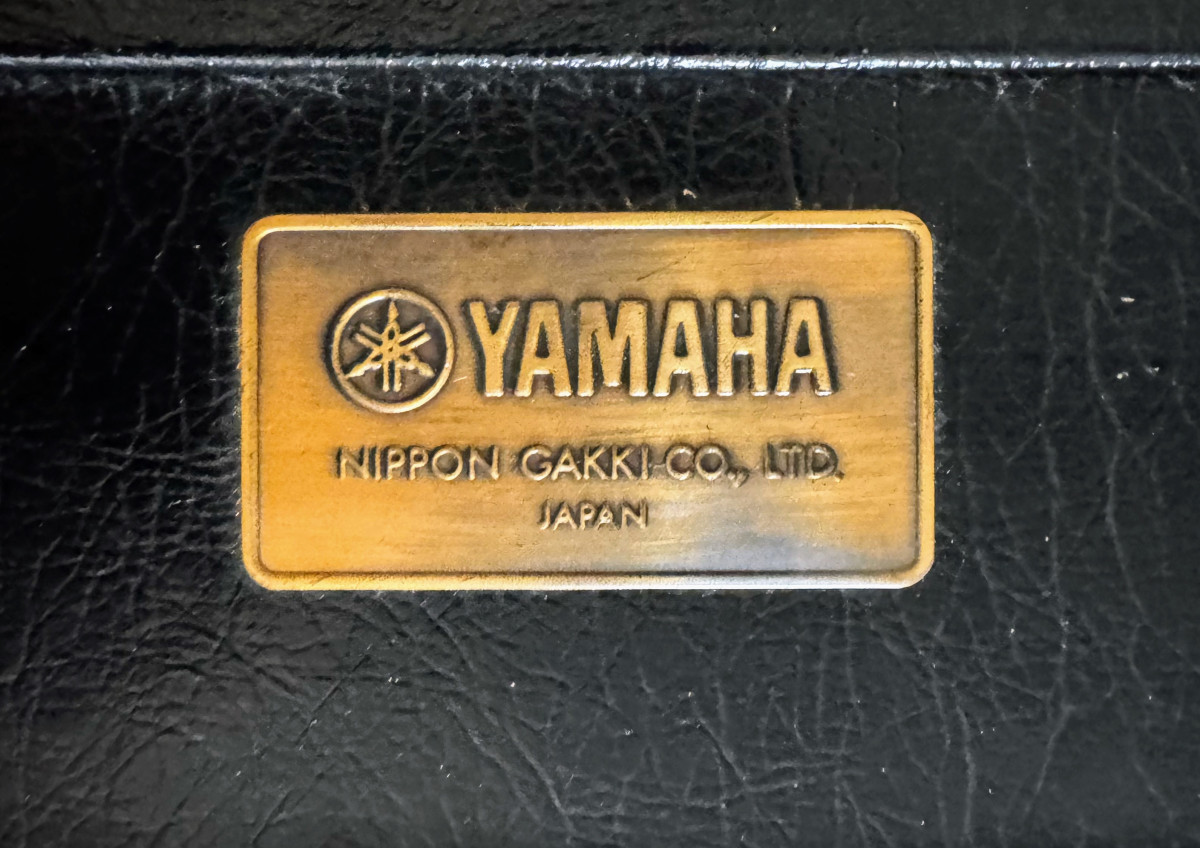 YAMAHA
NIPPON GAKKI CO., LTD.
JAPAN